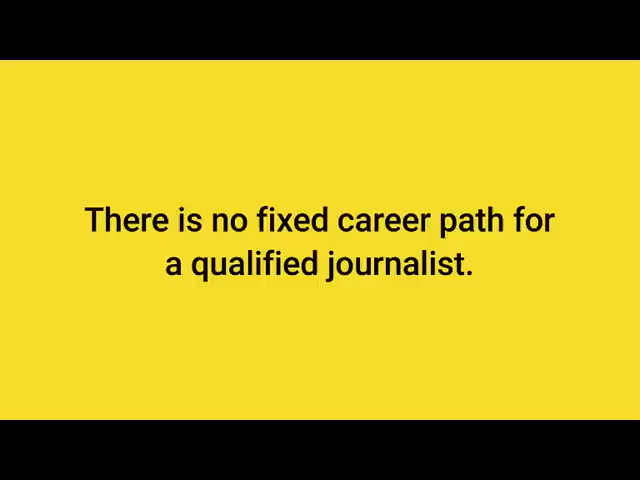 There is no fixed career path for
a qualified journalist.